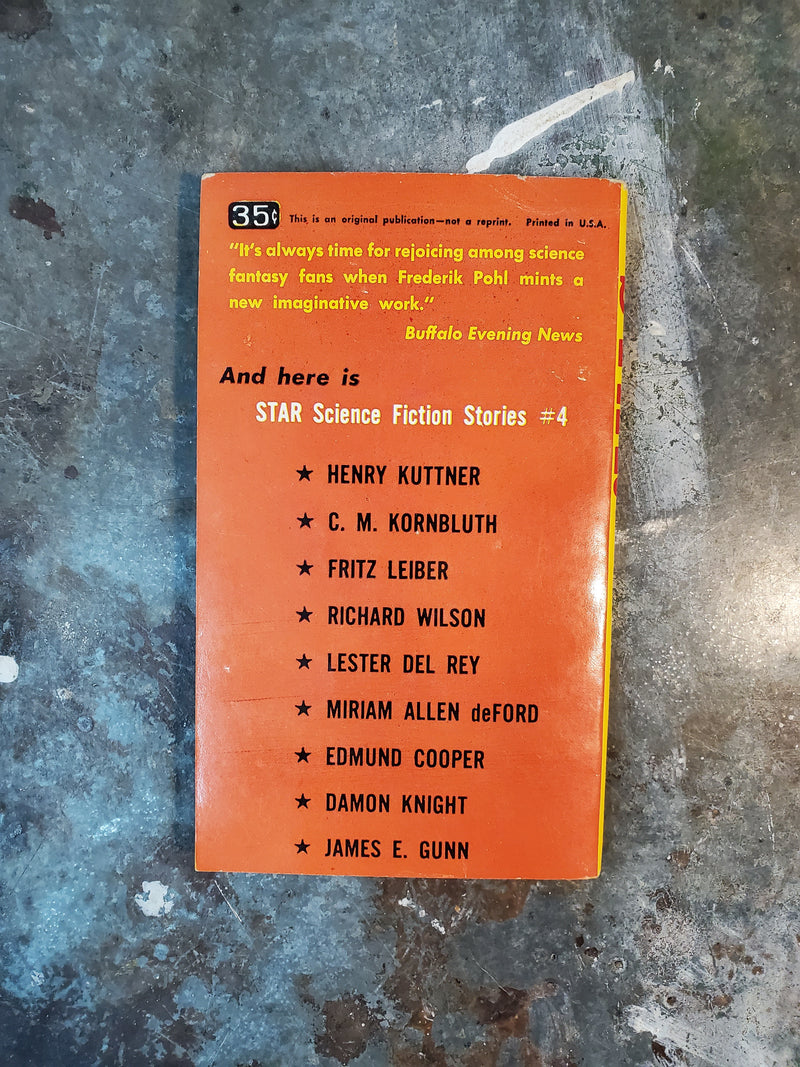 35¢ This is an original publication—not a reprint. Printed in U.S.A.
"It's always time for rejoicing among science
fantasy fans when Frederik Pohl mints a
new imaginative work."
Buffalo Evening News
And here is
STAR Science Fiction Stories #4
★ HENRY KUTTNER
★ C. M. KORNBLUTH
★ FRITZ LEIBER
★ RICHARD WILSON
★ LESTER DEL REY
★ MIRIAM ALLEN deFORD
★ EDMUND COOPER
★ DAMON KNIGHT
★ JAMES E. GUNN